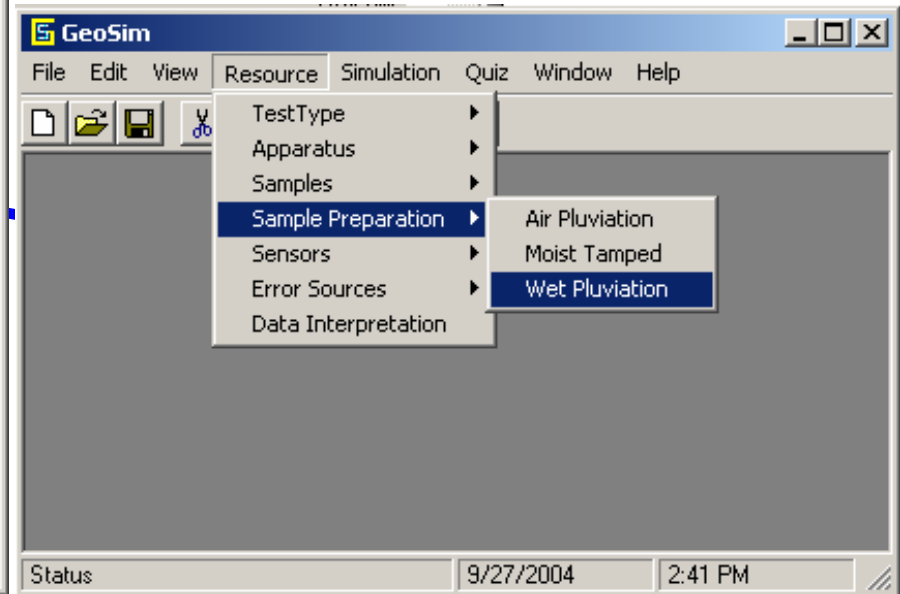 GeoSim
File Edit View Resource Simulation Quiz Window Help
TestType
Apparatus
Samples
Sample Preparation
Air Pluviation
Sensors
Moist Tamped
Error Sources
Wet Pluviation
Data Interpretation
Status 9/27/2004 2:41 PM